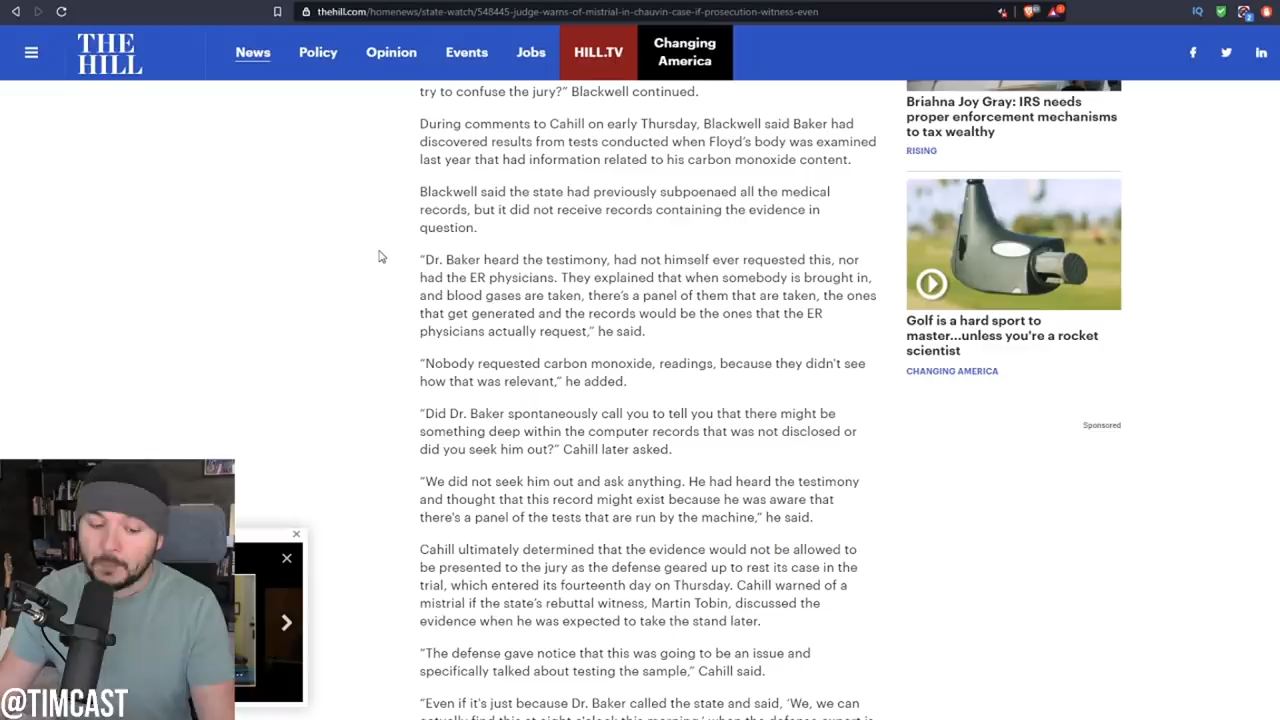 thehill.com/homenews/state-watch/548445-judge-warns-of-mistrial-in-chauvin-case-if-prosecution-witness-even
IQ
2
THE
HILL
News
Policy
Opinion
Events
Jobs
HILL.TV
Changing
America
try to confuse the jury?” Blackwell continued.
During comments to Cahill on early Thursday, Blackwell said Baker had
discovered results from tests conducted when Floyd’s body was examined
last year that had information related to his carbon monoxide content.
Blackwell said the state had previously subpoenaed all the medical
records, but it did not receive records containing the evidence in
question.
“Dr. Baker heard the testimony, had not himself ever requested this, nor
had the ER physicians. They explained that when somebody is brought in,
and blood gases are taken, there’s a panel of them that are taken, the ones
that get generated and the records would be the ones that the ER
physicians actually request,” he said.
“Nobody requested carbon monoxide, readings, because they didn't see
how that was relevant,” he added.
“Did Dr. Baker spontaneously call you to tell you that there might be
something deep within the computer records that was not disclosed or
did you seek him out?” Cahill later asked.
“We did not seek him out and ask anything. He had heard the testimony
and thought that this record might exist because he was aware that
there's a panel of the tests that are run by the machine,” he said.
Cahill ultimately determined that the evidence would not be allowed to
be presented to the jury as the defense geared up to rest its case in the
trial, which entered its fourteenth day on Thursday. Cahill warned of a
mistrial if the state’s rebuttal witness, Martin Tobin, discussed the
evidence when he was expected to take the stand later.
“The defense gave notice that this was going to be an issue and
specifically talked about testing the sample,” Cahill said.
“Even if it's just because Dr. Baker called the state and said, ‘We, we can
Briahna Joy Gray: IRS needs
proper enforcement mechanisms
to tax wealthy
RISING
Golf is a hard sport to
master...unless you're a rocket
scientist
CHANGING AMERICA
Sponsored
@TIMCAST